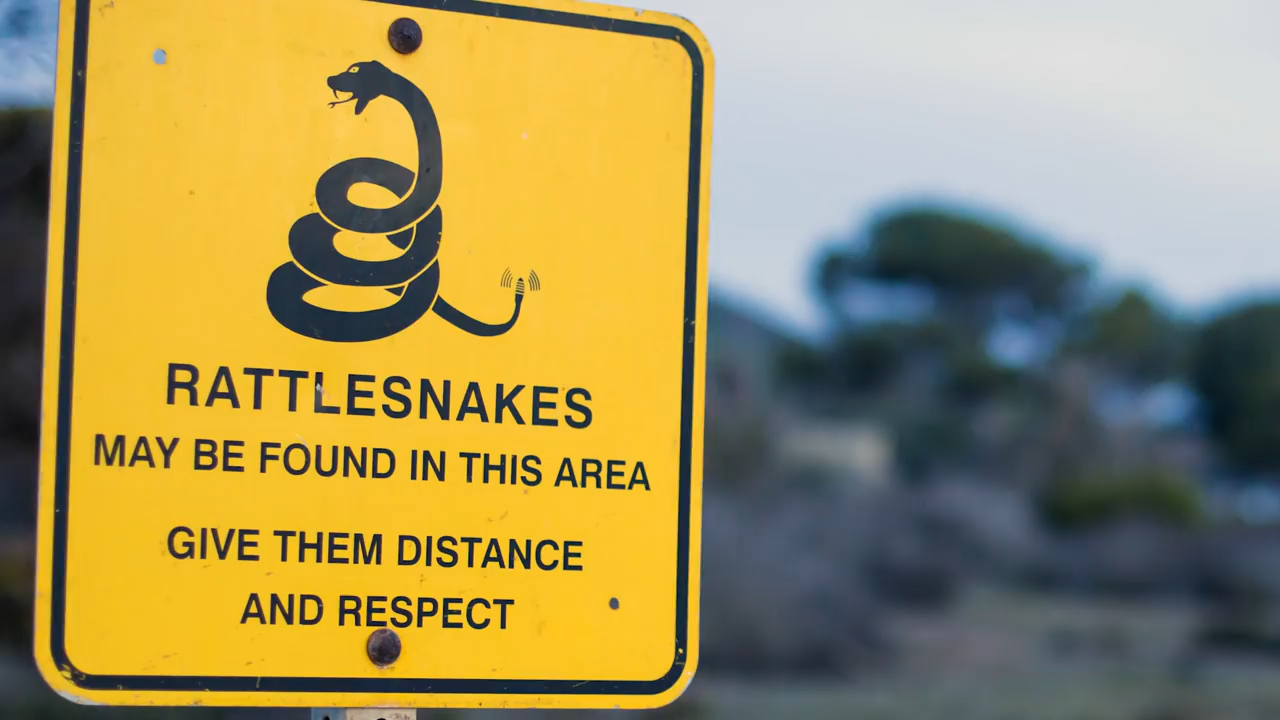 RATTLESNAKES
MAY BE FOUND IN THIS AREA
GIVE THEM DISTANCE
AND RESPECT